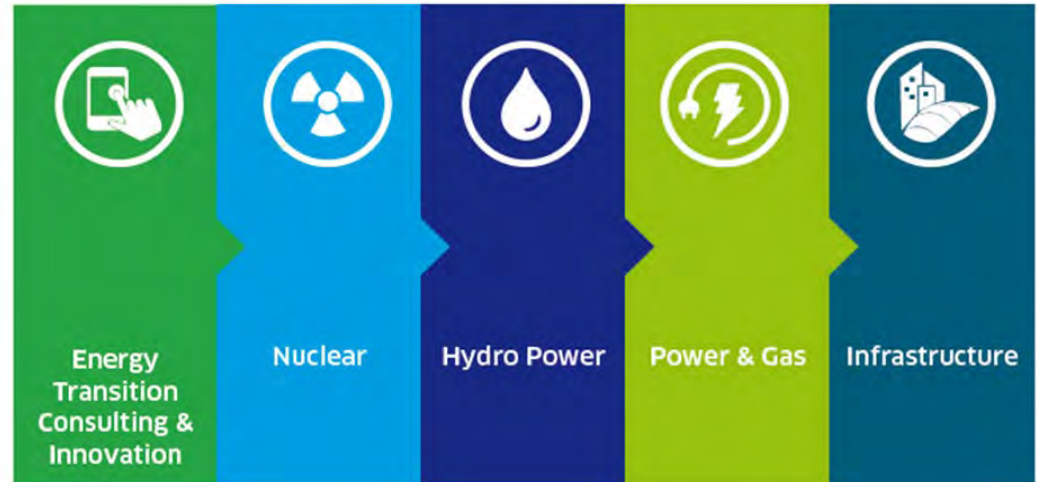 Energy
Transition
Consulting &
Innovation
Nuclear
Hydro Power
Power & Gas
Infrastructure